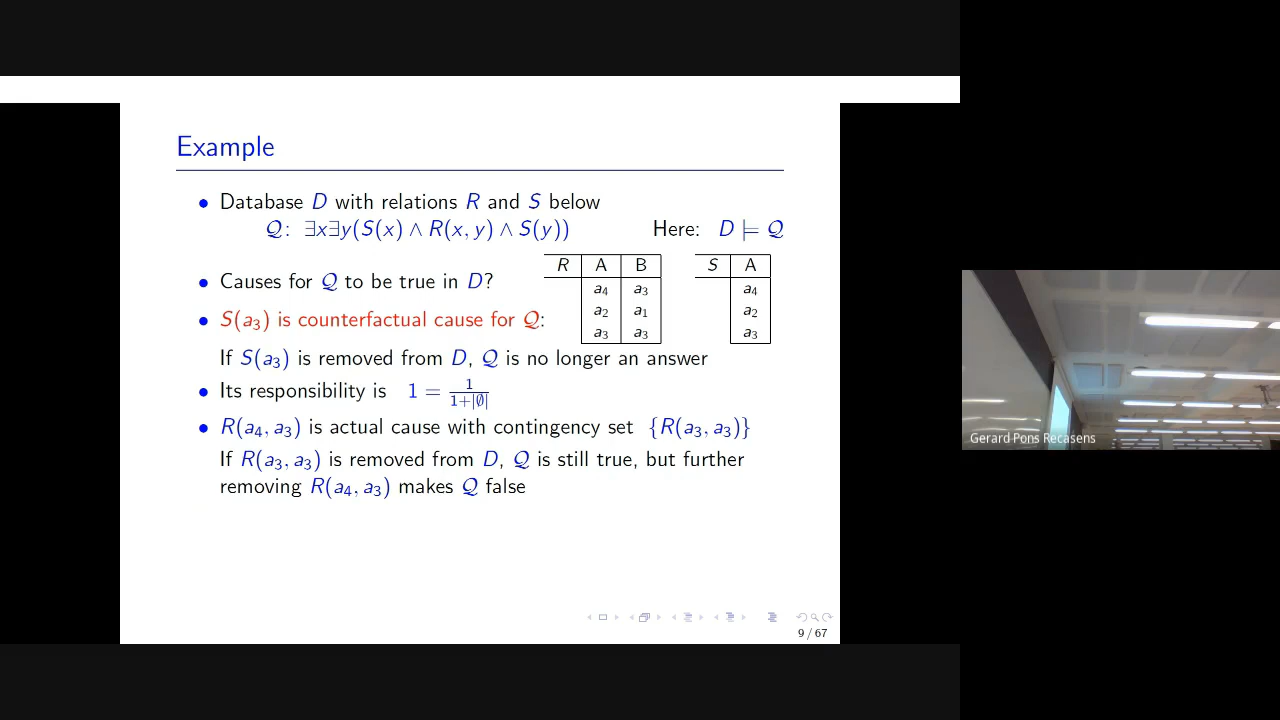 Example
• Database D with relations R and S below
Q: ∃x∃y(S(x) ∧ R(x, y) ∧ S(y)) Here: D ⊨ Q
• Causes for Q to be true in D?
R A B
a₄ a₃
a₂ a₁
a₃ a₃
S A
a₄
a₂
a₃
• S(a₃) is counterfactual cause for Q:
If S(a₃) is removed from D, Q is no longer an answer
• Its responsibility is 1 = 1/(1+|∅|)
• R(a₄, a₃) is actual cause with contingency set {R(a₃, a₃)}
If R(a₃, a₃) is removed from D, Q is still true, but further
removing R(a₄, a₃) makes Q false
9 / 67
Gerard Pons Recasens